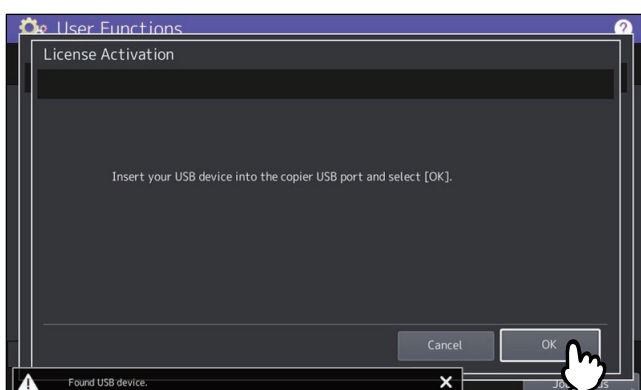 User Functions
?
License Activation
Insert your USB device into the copier USB port and select [OK].
Cancel
OK
Found USB device.